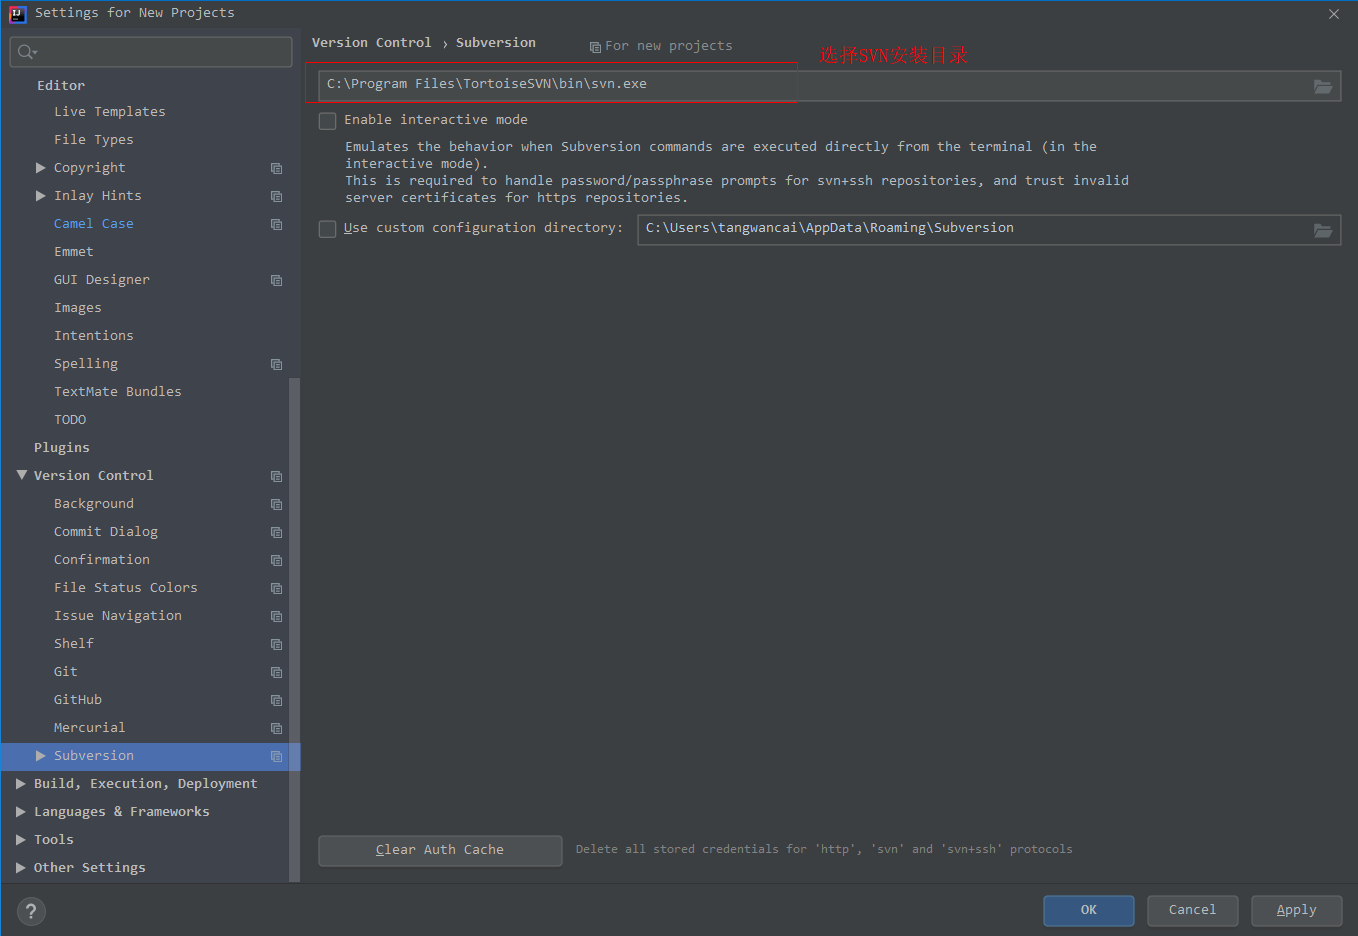 Settings for New Projects
Editor
Live Templates
File Types
Copyright
Inlay Hints
Camel Case
Emmet
GUI Designer
Images
Intentions
Spelling
TextMate Bundles
TODO
Plugins
Version Control
Background
Commit Dialog
Confirmation
File Status Colors
Issue Navigation
Shelf
Git
GitHub
Mercurial
Subversion
Build, Execution, Deployment
Languages & Frameworks
Tools
Other Settings
Version Control › Subversion
For new projects
选择SVN安装目录
C:\Program Files\TortoiseSVN\bin\svn.exe
Enable interactive mode
Emulates the behavior when Subversion commands are executed directly from the terminal (in the
interactive mode).
This is required to handle password/passphrase prompts for svn+ssh repositories, and trust invalid
server certificates for https repositories.
Use custom configuration directory:
C:\Users\tangwancai\AppData\Roaming\Subversion
Clear Auth Cache
Delete all stored credentials for 'http', 'svn' and 'svn+ssh' protocols
?
OK
Cancel
Apply